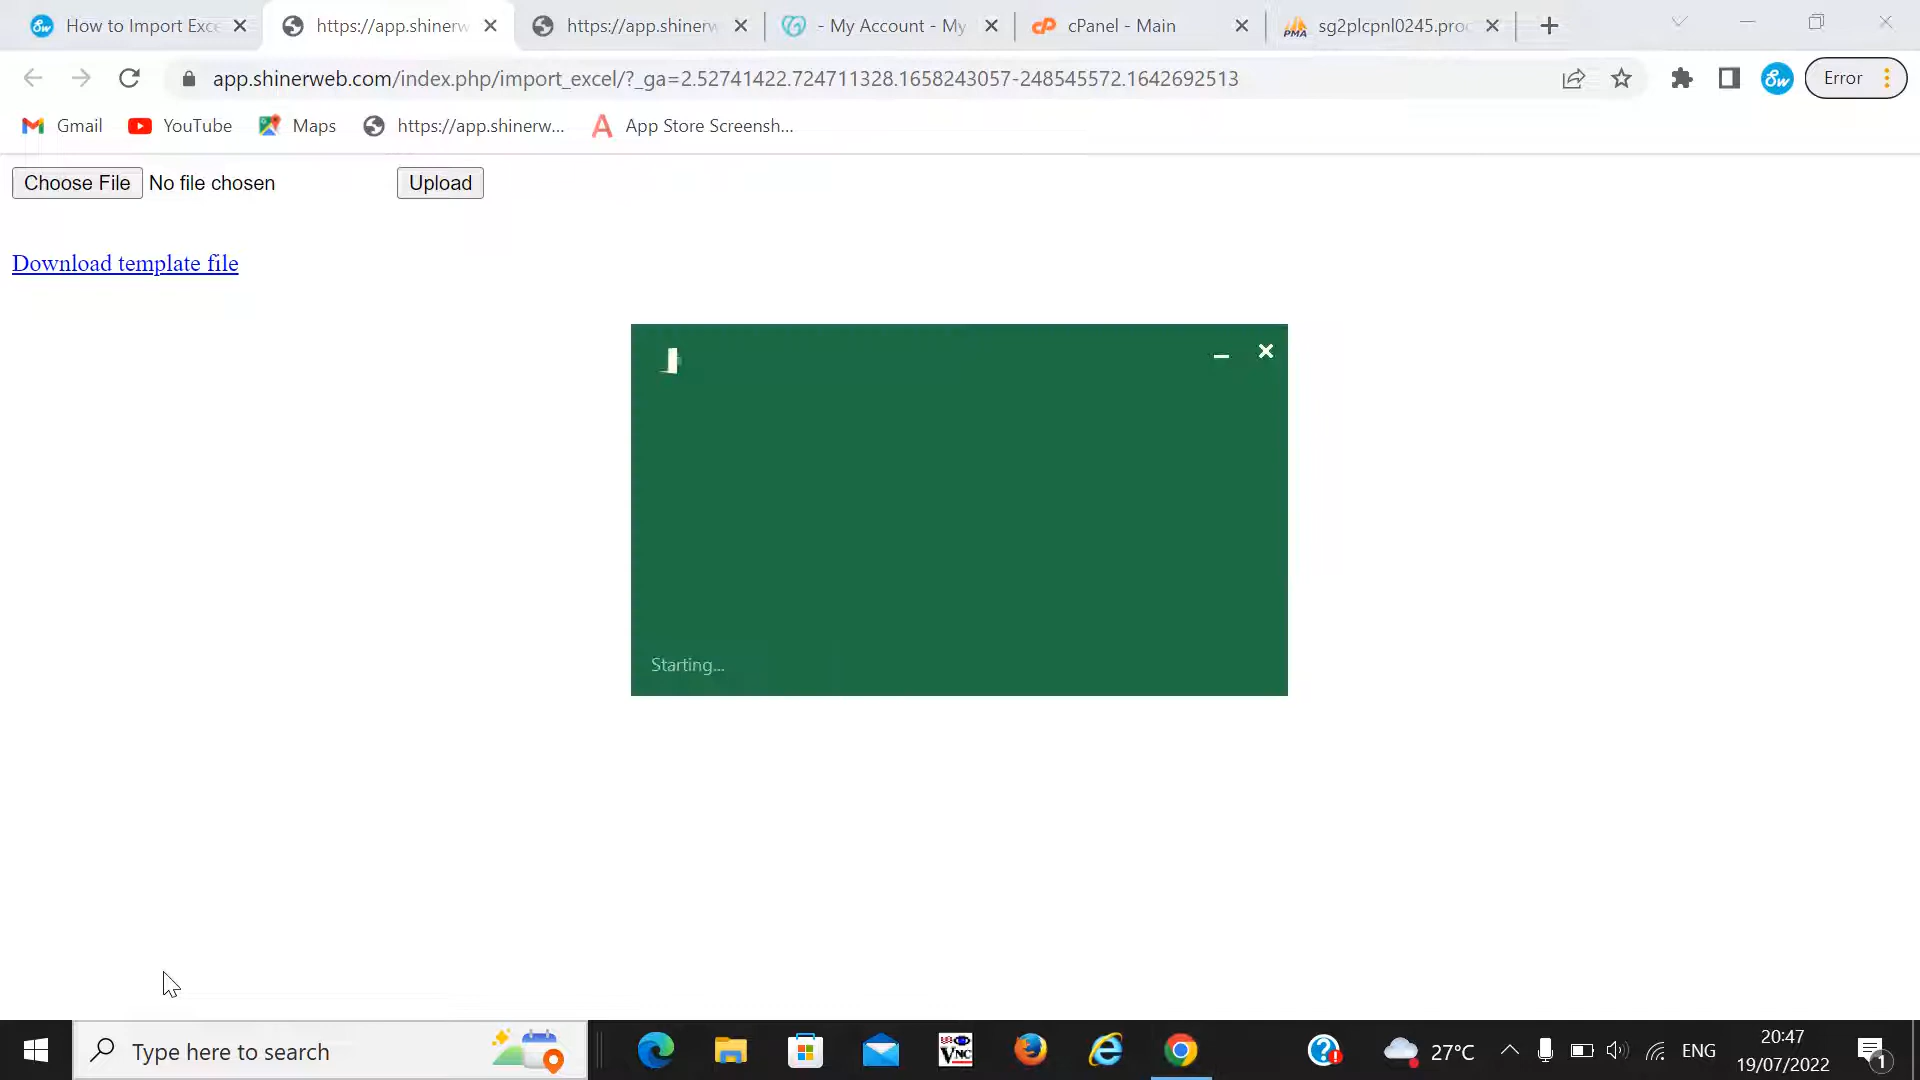 How to Import Exce
https://app.shinerw
https://app.shinerw
- My Account - My
cPanel - Main
sg2plcpnl0245.prod
app.shinerweb.com/index.php/import_excel/?_ga=2.52741422.724711328.1658243057-248545572.1642692513
Error
Gmail
YouTube
Maps
https://app.shinerw...
App Store Screensh...
Choose File
No file chosen
Upload
Download template file
Starting...
Type here to search
27°C
ENG
20:47
19/07/2022
1